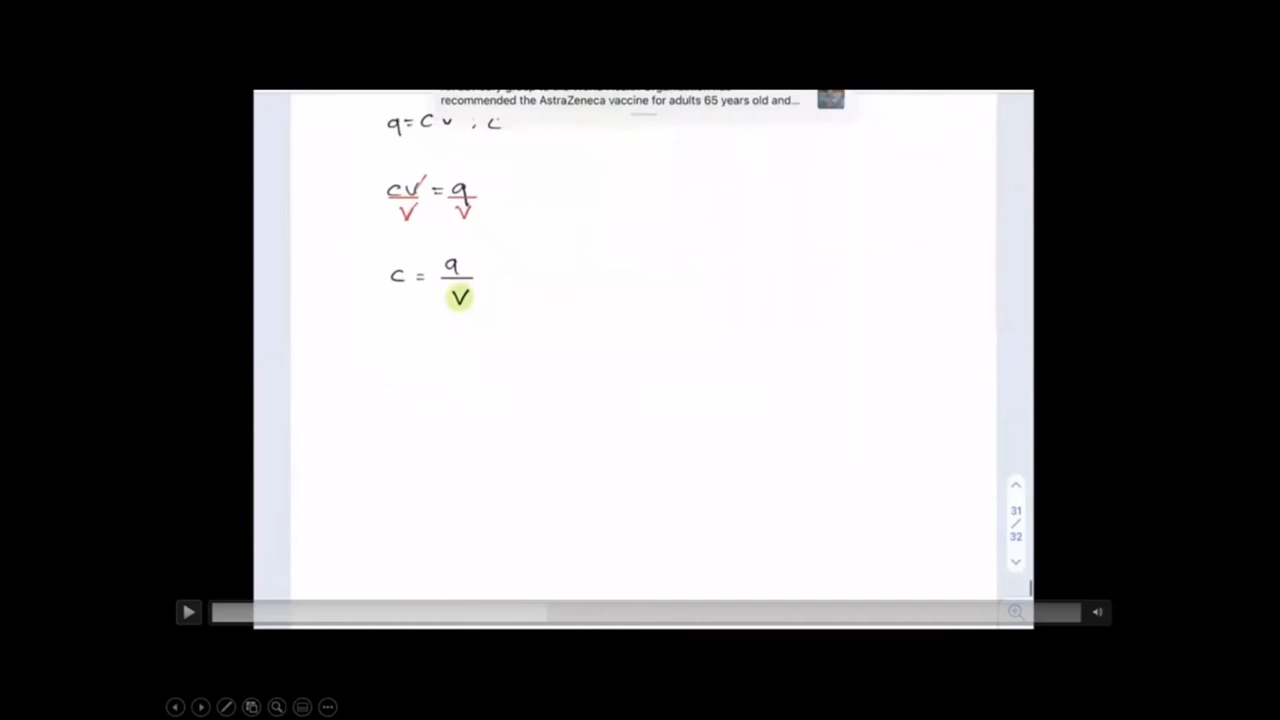 recommended the AstraZeneca vaccine for adults 65 years old and...
q = c v ; c
cv/v = q/v
c = q/v
31
/
32